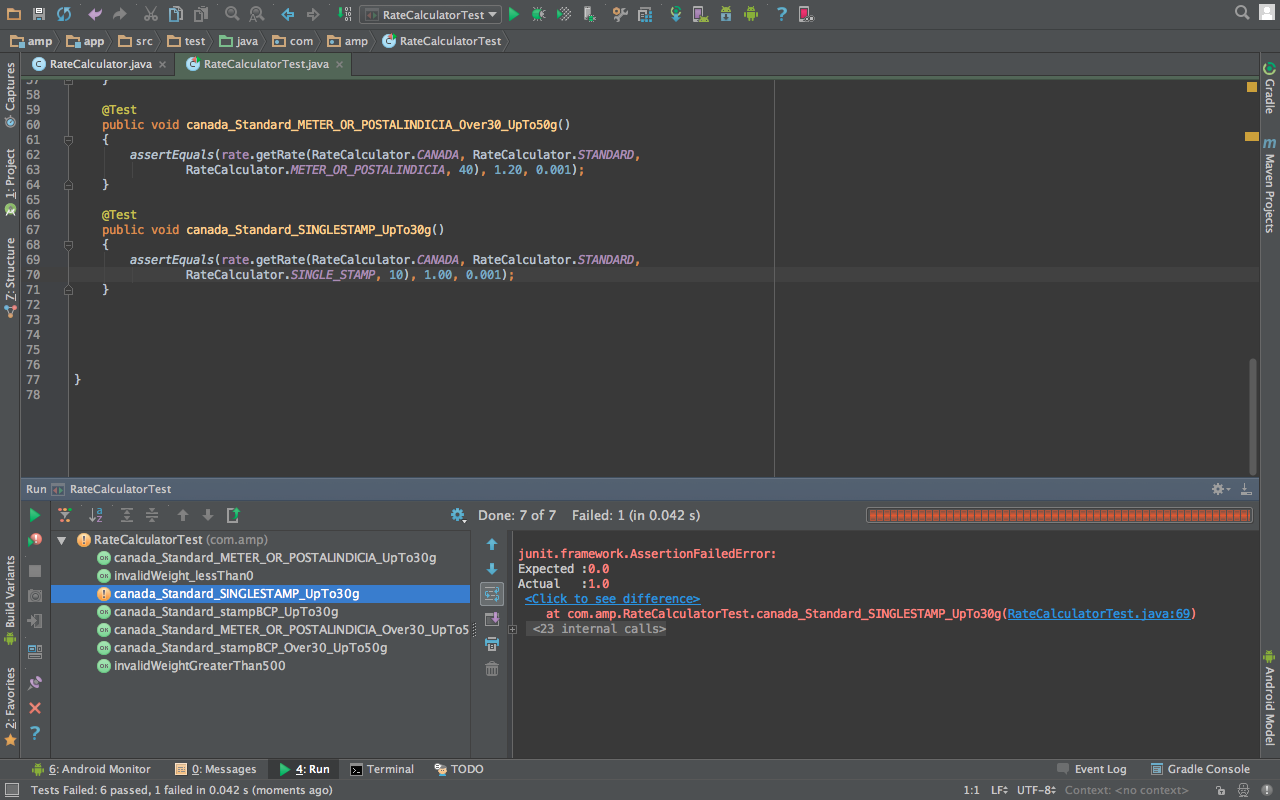 RateCalculatorTest
amp app src test java com amp RateCalculatorTest
RateCalculator.java RateCalculatorTest.java
Captures
1: Project
7: Structure
Build Variants
2: Favorites
Gradle
Maven Projects
Android Model
57 }
58
59 @Test
60 public void canada_Standard_METER_OR_POSTALINDICIA_Over30_UpTo50g()
61 {
62 assertEquals(rate.getRate(RateCalculator.CANADA, RateCalculator.STANDARD,
63 RateCalculator.METER_OR_POSTALINDICIA, 40), 1.20, 0.001);
64 }
65
66 @Test
67 public void canada_Standard_SINGLESTAMP_UpTo30g()
68 {
69 assertEquals(rate.getRate(RateCalculator.CANADA, RateCalculator.STANDARD,
70 RateCalculator.SINGLE_STAMP, 10), 1.00, 0.001);
71 }
72
73
74
75
76
77 }
78
Run RateCalculatorTest
Done: 7 of 7 Failed: 1 (in 0.042 s)
RateCalculatorTest (com.amp)
canada_Standard_METER_OR_POSTALINDICIA_UpTo30g
invalidWeight_lessThan0
canada_Standard_SINGLESTAMP_UpTo30g
canada_Standard_stampBCP_UpTo30g
canada_Standard_METER_OR_POSTALINDICIA_Over30_UpTo5
canada_Standard_stampBCP_Over30_UpTo50g
invalidWeightGreaterThan500
junit.framework.AssertionFailedError:
Expected :0.0
Actual :1.0
<Click to see difference>
at com.amp.RateCalculatorTest.canada_Standard_SINGLESTAMP_UpTo30g(RateCalculatorTest.java:69)
<23 internal calls>
6: Android Monitor 0: Messages 4: Run Terminal TODO Event Log Gradle Console
Tests Failed: 6 passed, 1 failed in 0.042 s (moments ago) 1:1 LF UTF-8 Context: <no context>